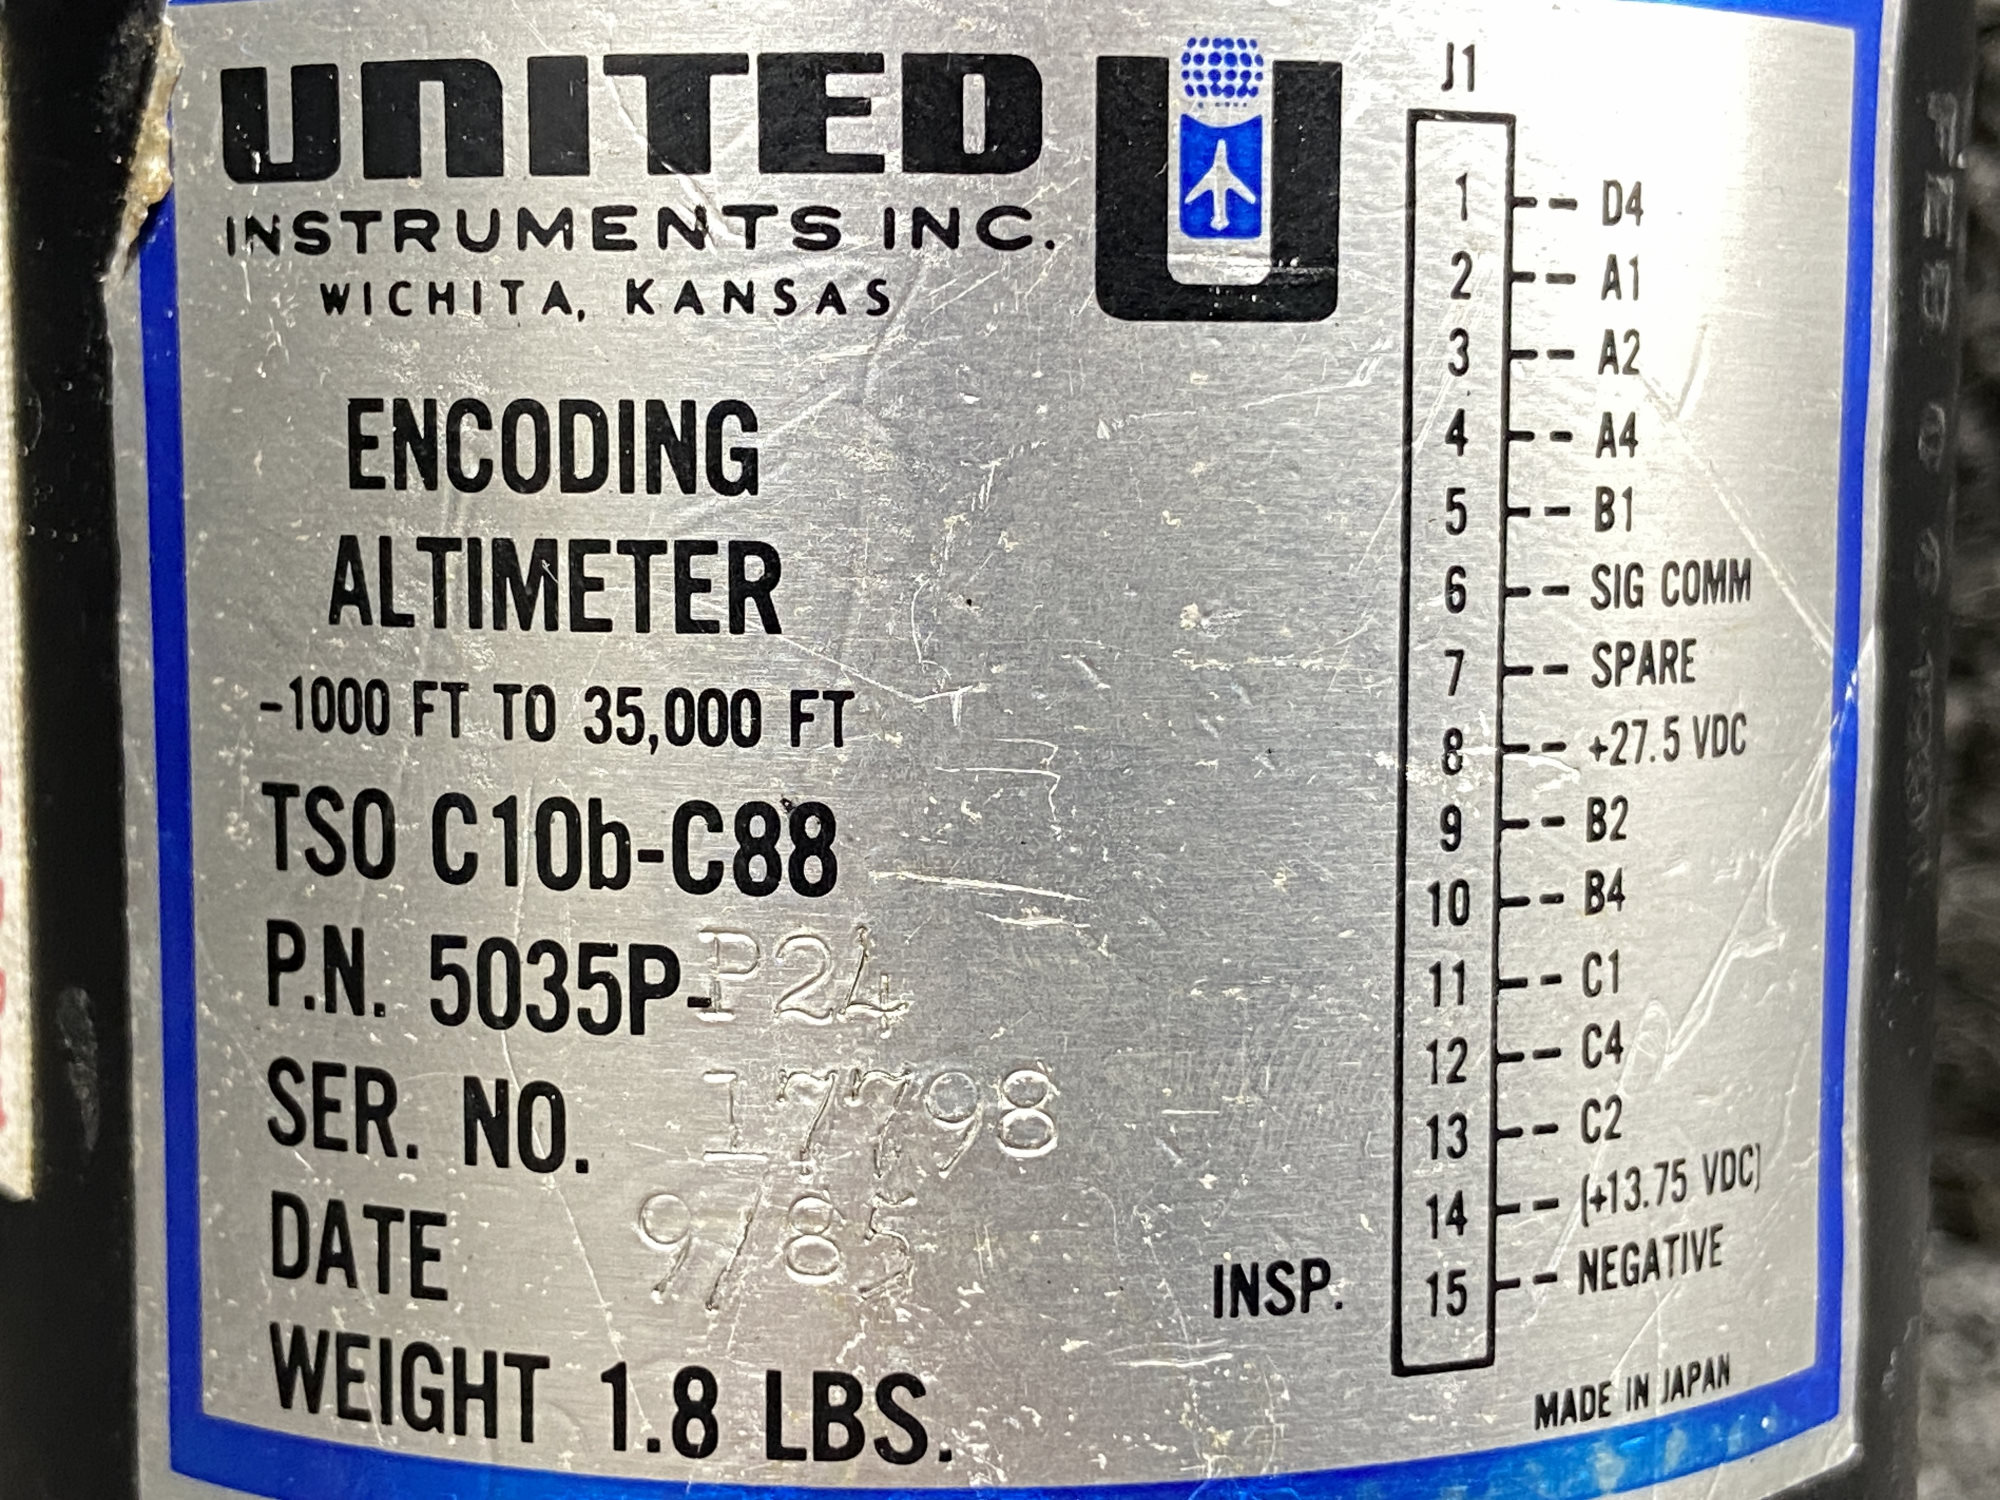 UNITED
INSTRUMENTS INC.
WICHITA, KANSAS
ENCODING
ALTIMETER
-1000 FT TO 35,000 FT
TSO C10b-C88
P.N. 5035P-P24
SER. NO. 17798
DATE 9/85
WEIGHT 1.8 LBS.
INSP.
J1
1 -- D4
2 -- A1
3 -- A2
4 -- A4
5 -- B1
6 -- SIG COMM
7 -- SPARE
8 -- +27.5 VDC
9 -- B2
10 -- B4
11 -- C1
12 -- C4
13 -- C2
14 -- (+13.75 VDC)
15 -- NEGATIVE
MADE IN JAPAN